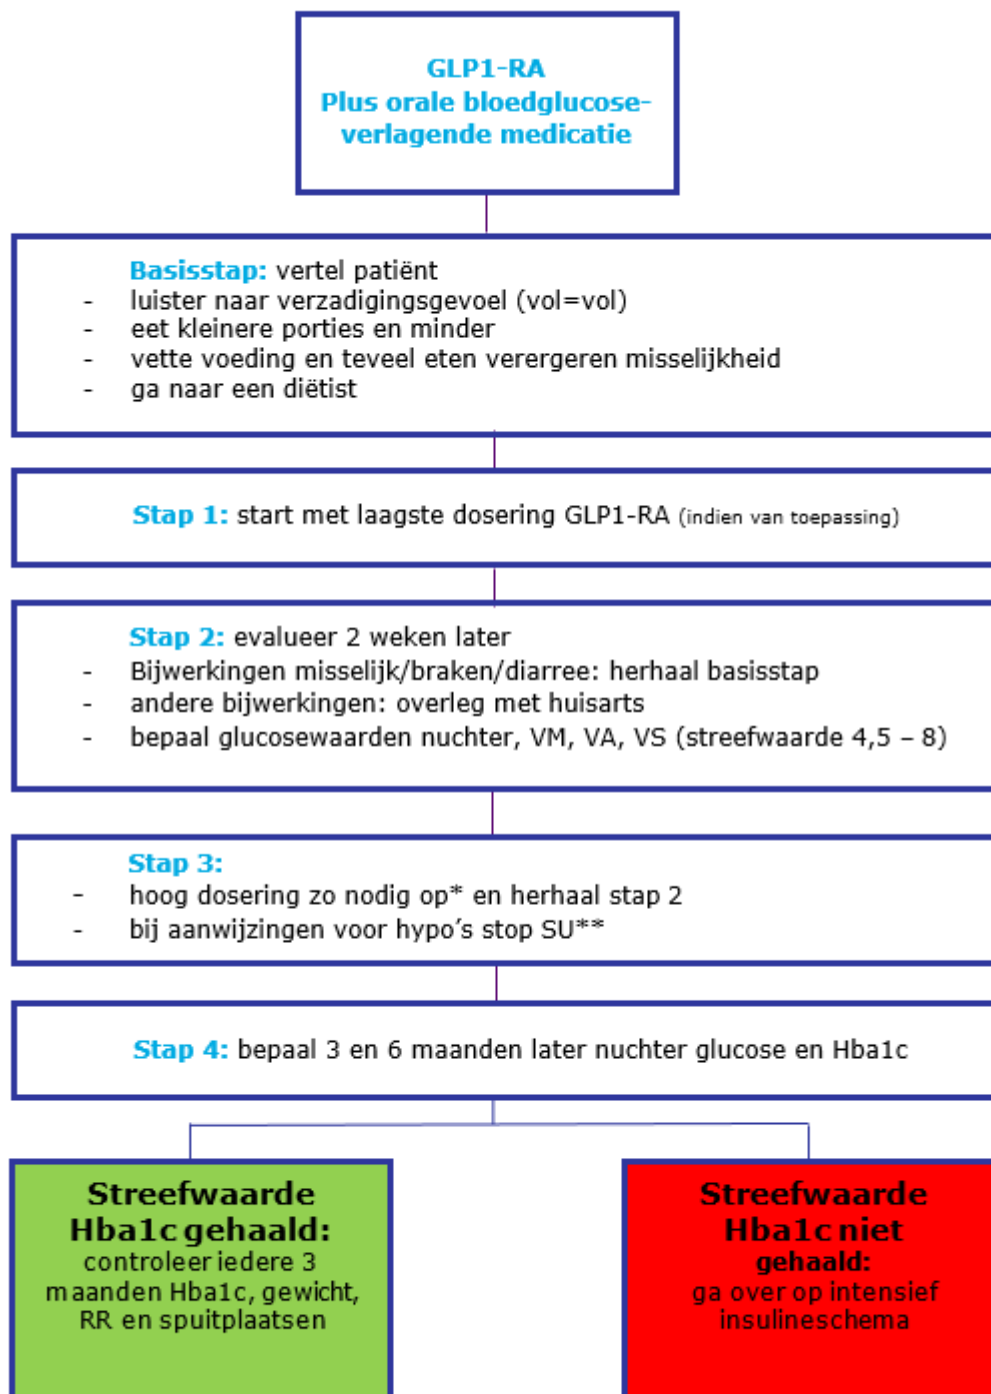 GLP1-RA
Plus orale bloedglucose-
verlagende medicatie
Basisstap: vertel patiënt
- luister naar verzadigingsgevoel (vol=vol)
- eet kleinere porties en minder
- vette voeding en teveel eten verergeren misselijkheid
- ga naar een diëtist
Stap 1: start met laagste dosering GLP1-RA (indien van toepassing)
Stap 2: evalueer 2 weken later
- Bijwerkingen misselijk/braken/diarree: herhaal basisstap
- andere bijwerkingen: overleg met huisarts
- bepaal glucosewaarden nuchter, VM, VA, VS (streefwaarde 4,5 – 8)
Stap 3:
- hoog dosering zo nodig op* en herhaal stap 2
- bij aanwijzingen voor hypo’s stop SU**
Stap 4: bepaal 3 en 6 maanden later nuchter glucose en Hba1c
Streefwaarde
Hba1c gehaald:
controleer iedere 3
maanden Hba1c, gewicht,
RR en spuitplaatsen
Streefwaarde
Hba1c niet
gehaald:
ga over op intensief
insulineschema